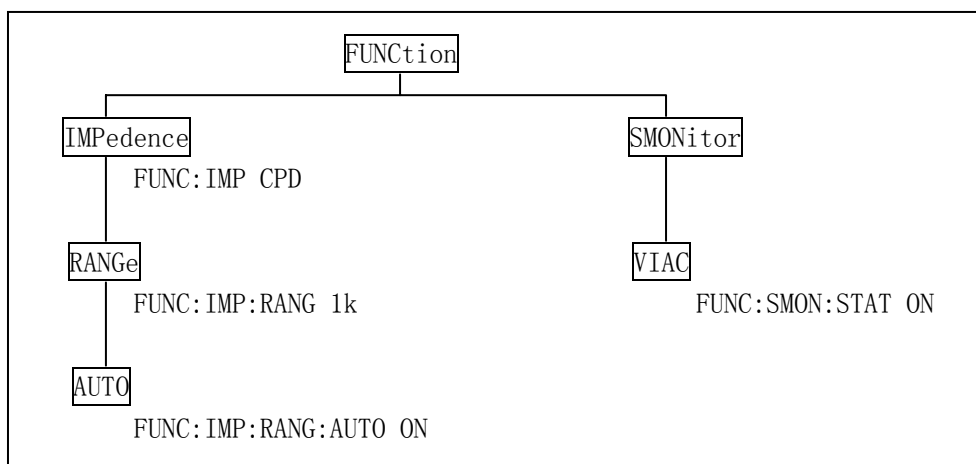 FUNCtion
IMPedence
SMONitor
FUNC:IMP CPD
RANGe
VIAC
FUNC:IMP:RANG 1k
FUNC:SMON:STAT ON
AUTO
FUNC:IMP:RANG:AUTO ON